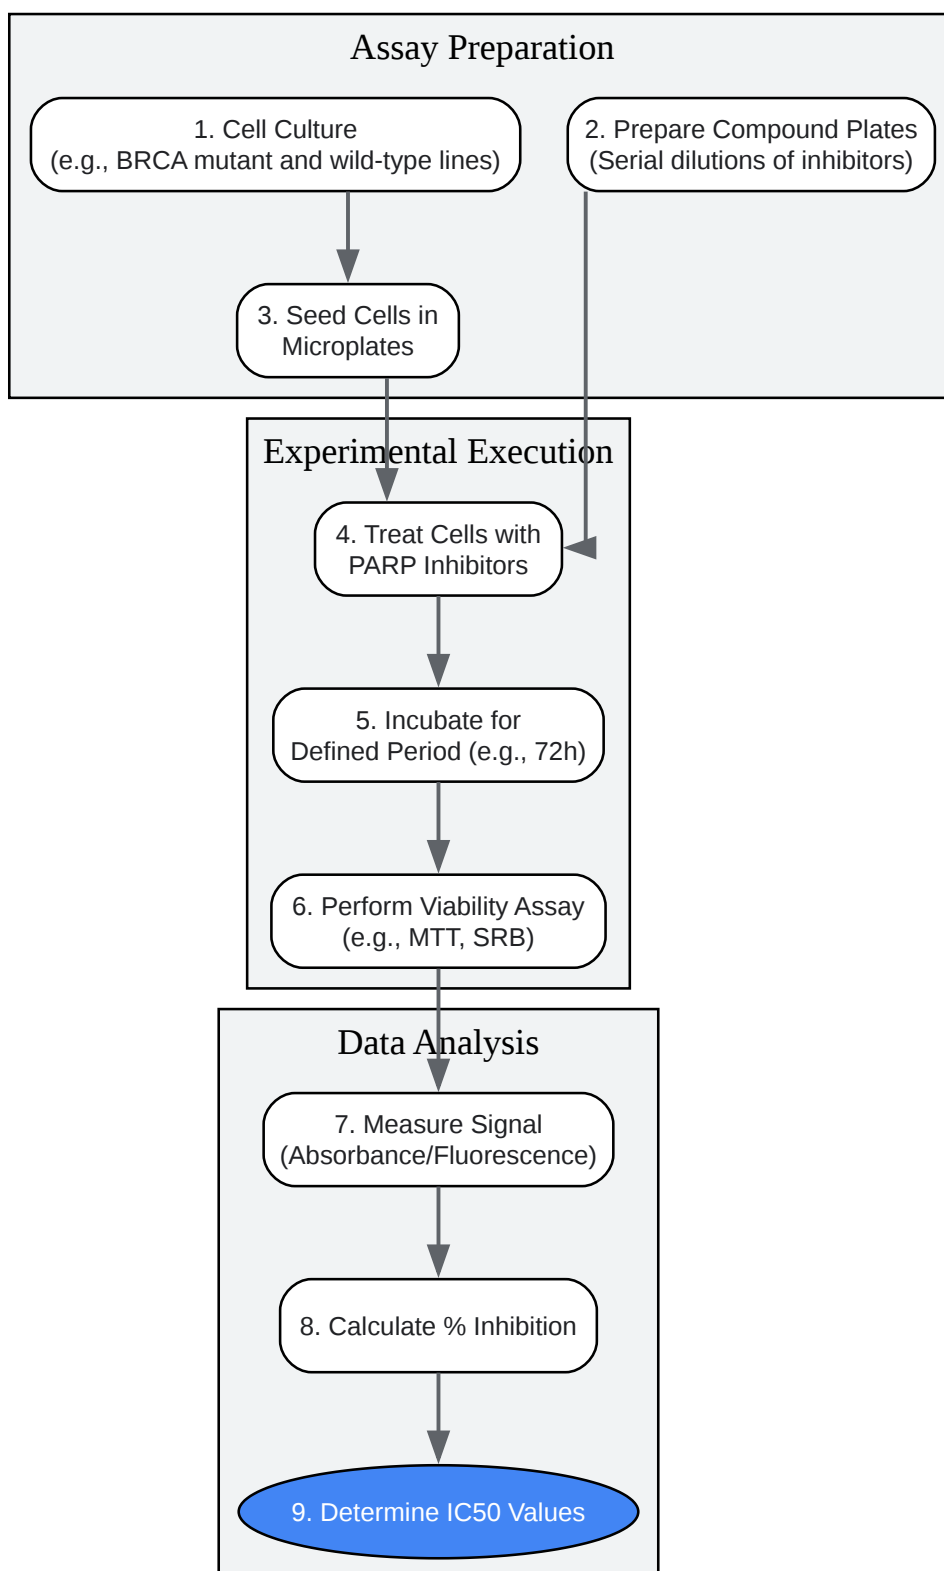 Assay Preparation
1. Cell Culture
(e.g., BRCA mutant and wild-type lines)
2. Prepare Compound Plates
(Serial dilutions of inhibitors)
3. Seed Cells in
Microplates
Experimental Execution
4. Treat Cells with
PARP Inhibitors
5. Incubate for
Defined Period (e.g., 72h)
6. Perform Viability Assay
(e.g., MTT, SRB)
Data Analysis
7. Measure Signal
(Absorbance/Fluorescence)
8. Calculate % Inhibition
9. Determine IC50 Values